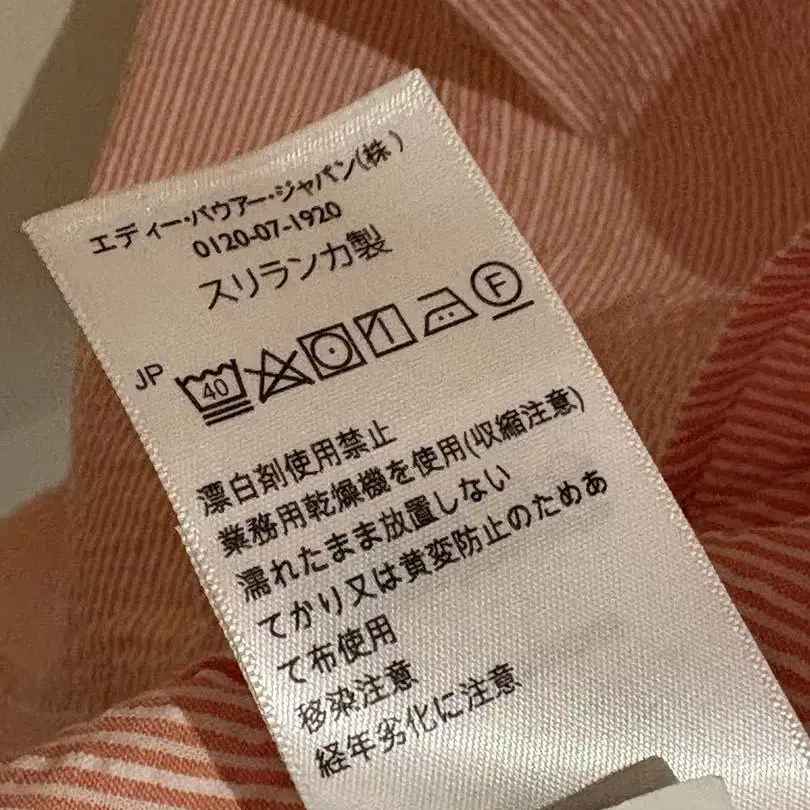 エディー・バウアー・ジャパン(株)
0120-07-1920
スリランカ製
JP 40 F
漂白剤使用禁止
業務用乾燥機を使用(収縮注意)
濡れたまま放置しない
てかり又は黄変防止のためあ
て布使用
移染注意
経年劣化に注意